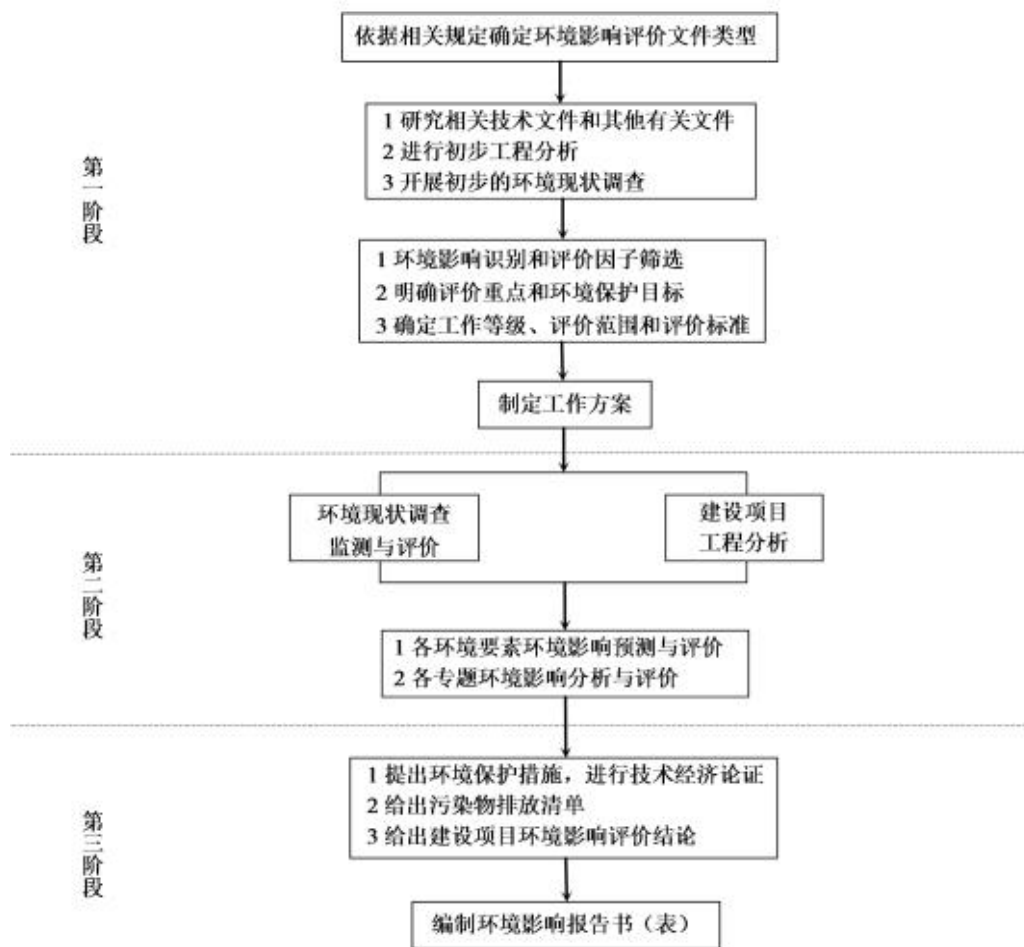 依据相关规定确定环境影响评价文件类型
1 研究相关技术文件和其他有关文件
2 进行初步工程分析
3 开展初步的环境现状调查
第一阶段
1 环境影响识别和评价因子筛选
2 明确评价重点和环境保护目标
3 确定工作等级、评价范围和评价标准
制定工作方案
环境现状调查
监测与评价
建设项目
工程分析
第二阶段
1 各环境要素环境影响预测与评价
2 各专题环境影响分析与评价
1 提出环境保护措施，进行技术经济论证
2 给出污染物排放清单
3 给出建设项目环境影响评价结论
第三阶段
编制环境影响报告书（表）